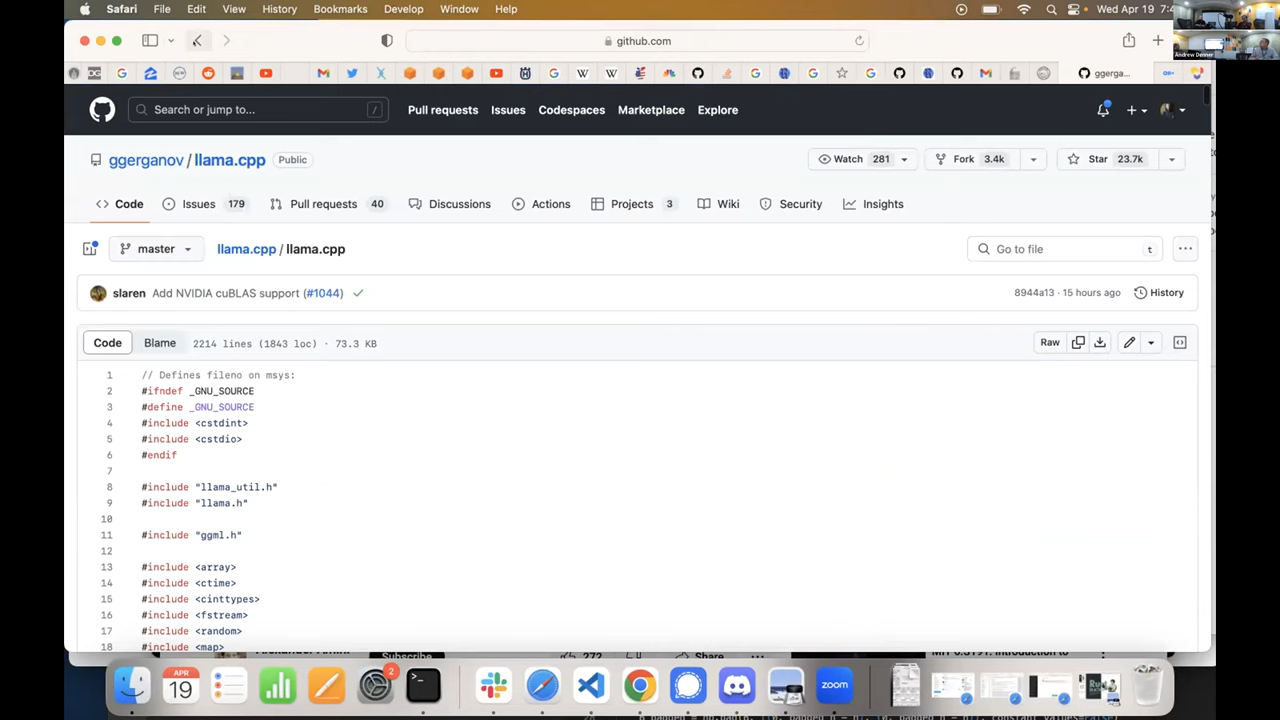 Safari File Edit View History Bookmarks Develop Window Help
Wed Apr 19 7:4
Andrew Denner
github.com
ggerga...
Search or jump to... /
Pull requests Issues Codespaces Marketplace Explore
ggerganov / llama.cpp Public
Watch 281 Fork 3.4k Star 23.7k
Code Issues 179 Pull requests 40 Discussions Actions Projects 3 Wiki Security Insights
master llama.cpp / llama.cpp Go to file t
slaren Add NVIDIA cuBLAS support (#1044) 8944a13 · 15 hours ago History
Code Blame 2214 lines (1843 loc) · 73.3 KB Raw
1 // Defines fileno on msys:
2 #ifndef _GNU_SOURCE
3 #define _GNU_SOURCE
4 #include <cstdint>
5 #include <cstdio>
6 #endif
7
8 #include "llama_util.h"
9 #include "llama.h"
10
11 #include "ggml.h"
12
13 #include <array>
14 #include <ctime>
15 #include <cinttypes>
16 #include <fstream>
17 #include <random>
18 #include <map>
APR
19
2
zoom